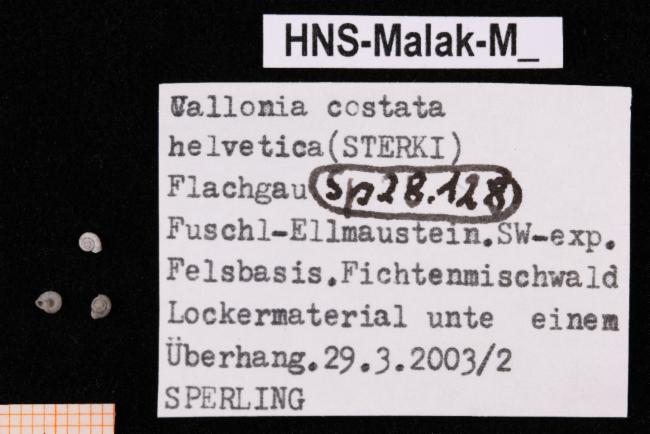 HNS-Malak-M_
Vallonia costata
helvetica(STERKI)
Flachgau Sp28.128
Fuschl-Ellmaustein.SW-exp.
Felsbasis.Fichtenmischwald
Lockermaterial unte einem
Überhang.29.3.2003/2
SPERLING